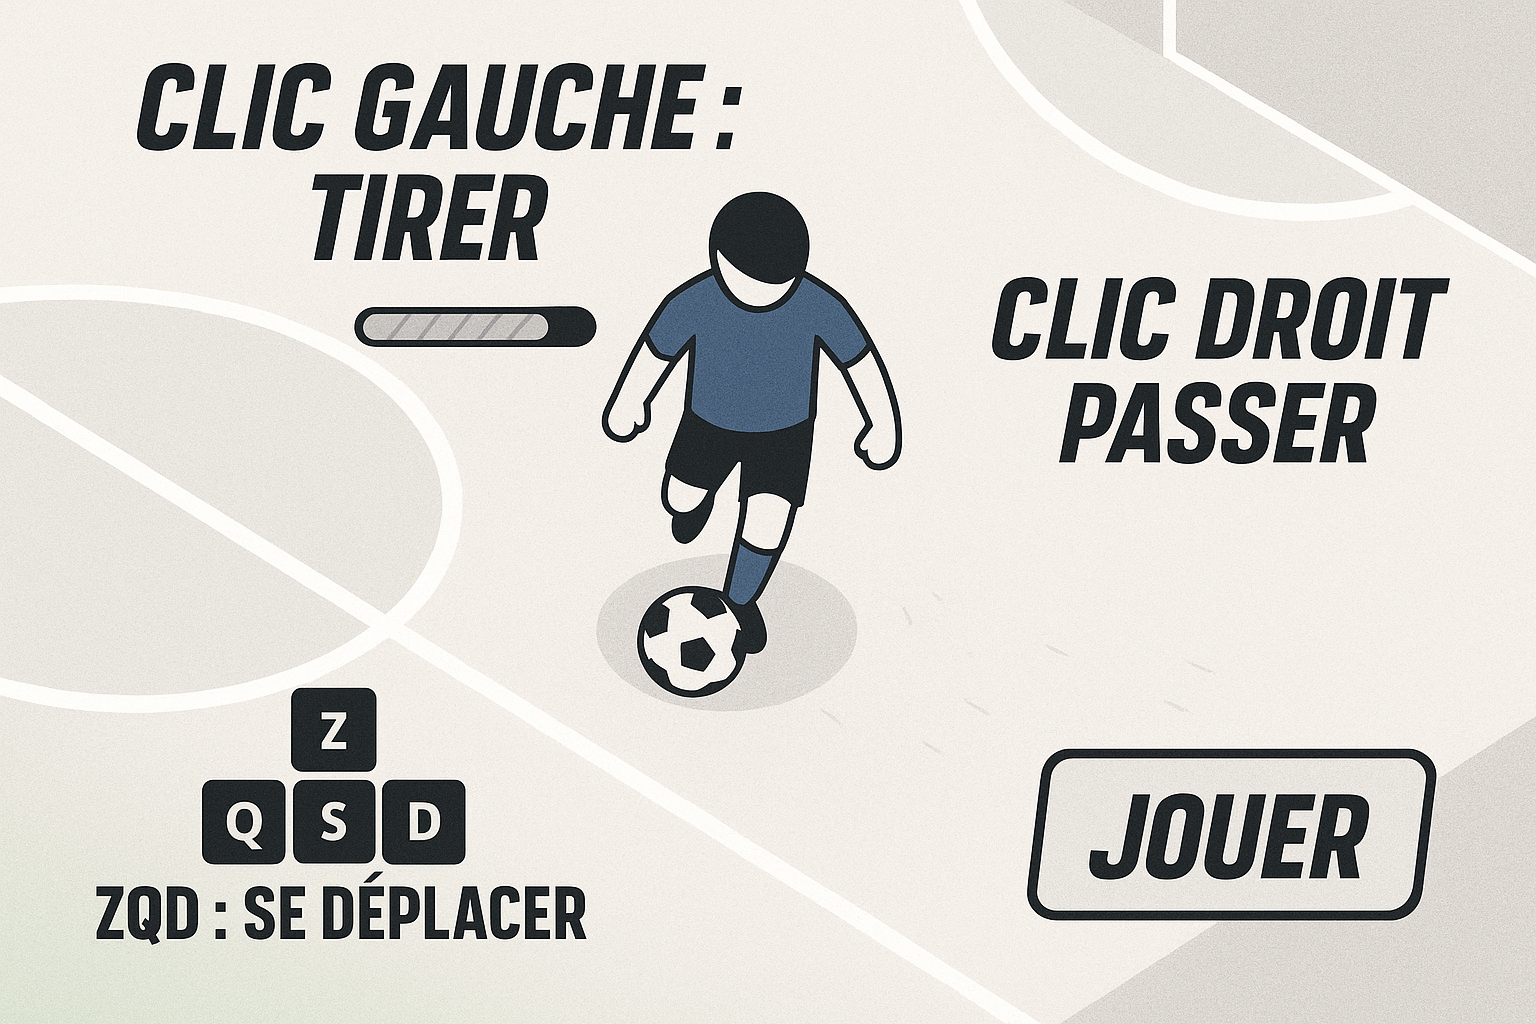 CLIC GAUCHE :
TIRER
CLIC DROIT
PASSER
Z
Q S D
ZQD : SE DÉPLACER
JOUER